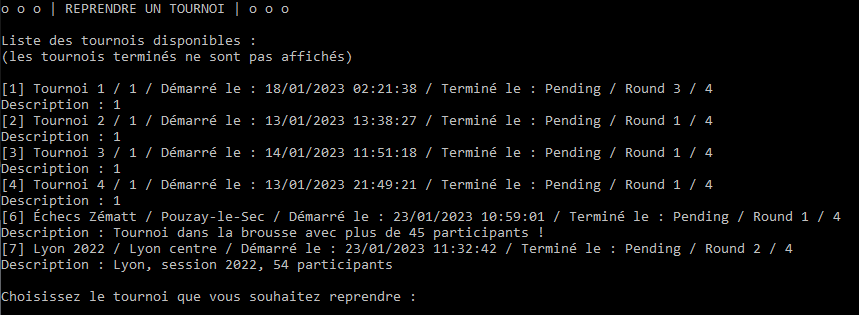 o o o | REPRENDRE UN TOURNOI | o o o
Liste des tournois disponibles :
(les tournois terminés ne sont pas affichés)
[1] Tournoi 1 / 1 / Démarré le : 18/01/2023 02:21:38 / Terminé le : Pending / Round 3 / 4
Description : 1
[2] Tournoi 2 / 1 / Démarré le : 13/01/2023 13:38:27 / Terminé le : Pending / Round 1 / 4
Description : 1
[3] Tournoi 3 / 1 / Démarré le : 14/01/2023 11:51:18 / Terminé le : Pending / Round 1 / 4
Description : 1
[4] Tournoi 4 / 1 / Démarré le : 13/01/2023 21:49:21 / Terminé le : Pending / Round 1 / 4
Description : 1
[6] Échecs Zématt / Pouzay-le-Sec / Démarré le : 23/01/2023 10:59:01 / Terminé le : Pending / Round 1 / 4
Description : Tournoi dans la brousse avec plus de 45 participants !
[7] Lyon 2022 / Lyon centre / Démarré le : 23/01/2023 11:32:42 / Terminé le : Pending / Round 2 / 4
Description : Lyon, session 2022, 54 participants
Choisissez le tournoi que vous souhaitez reprendre :